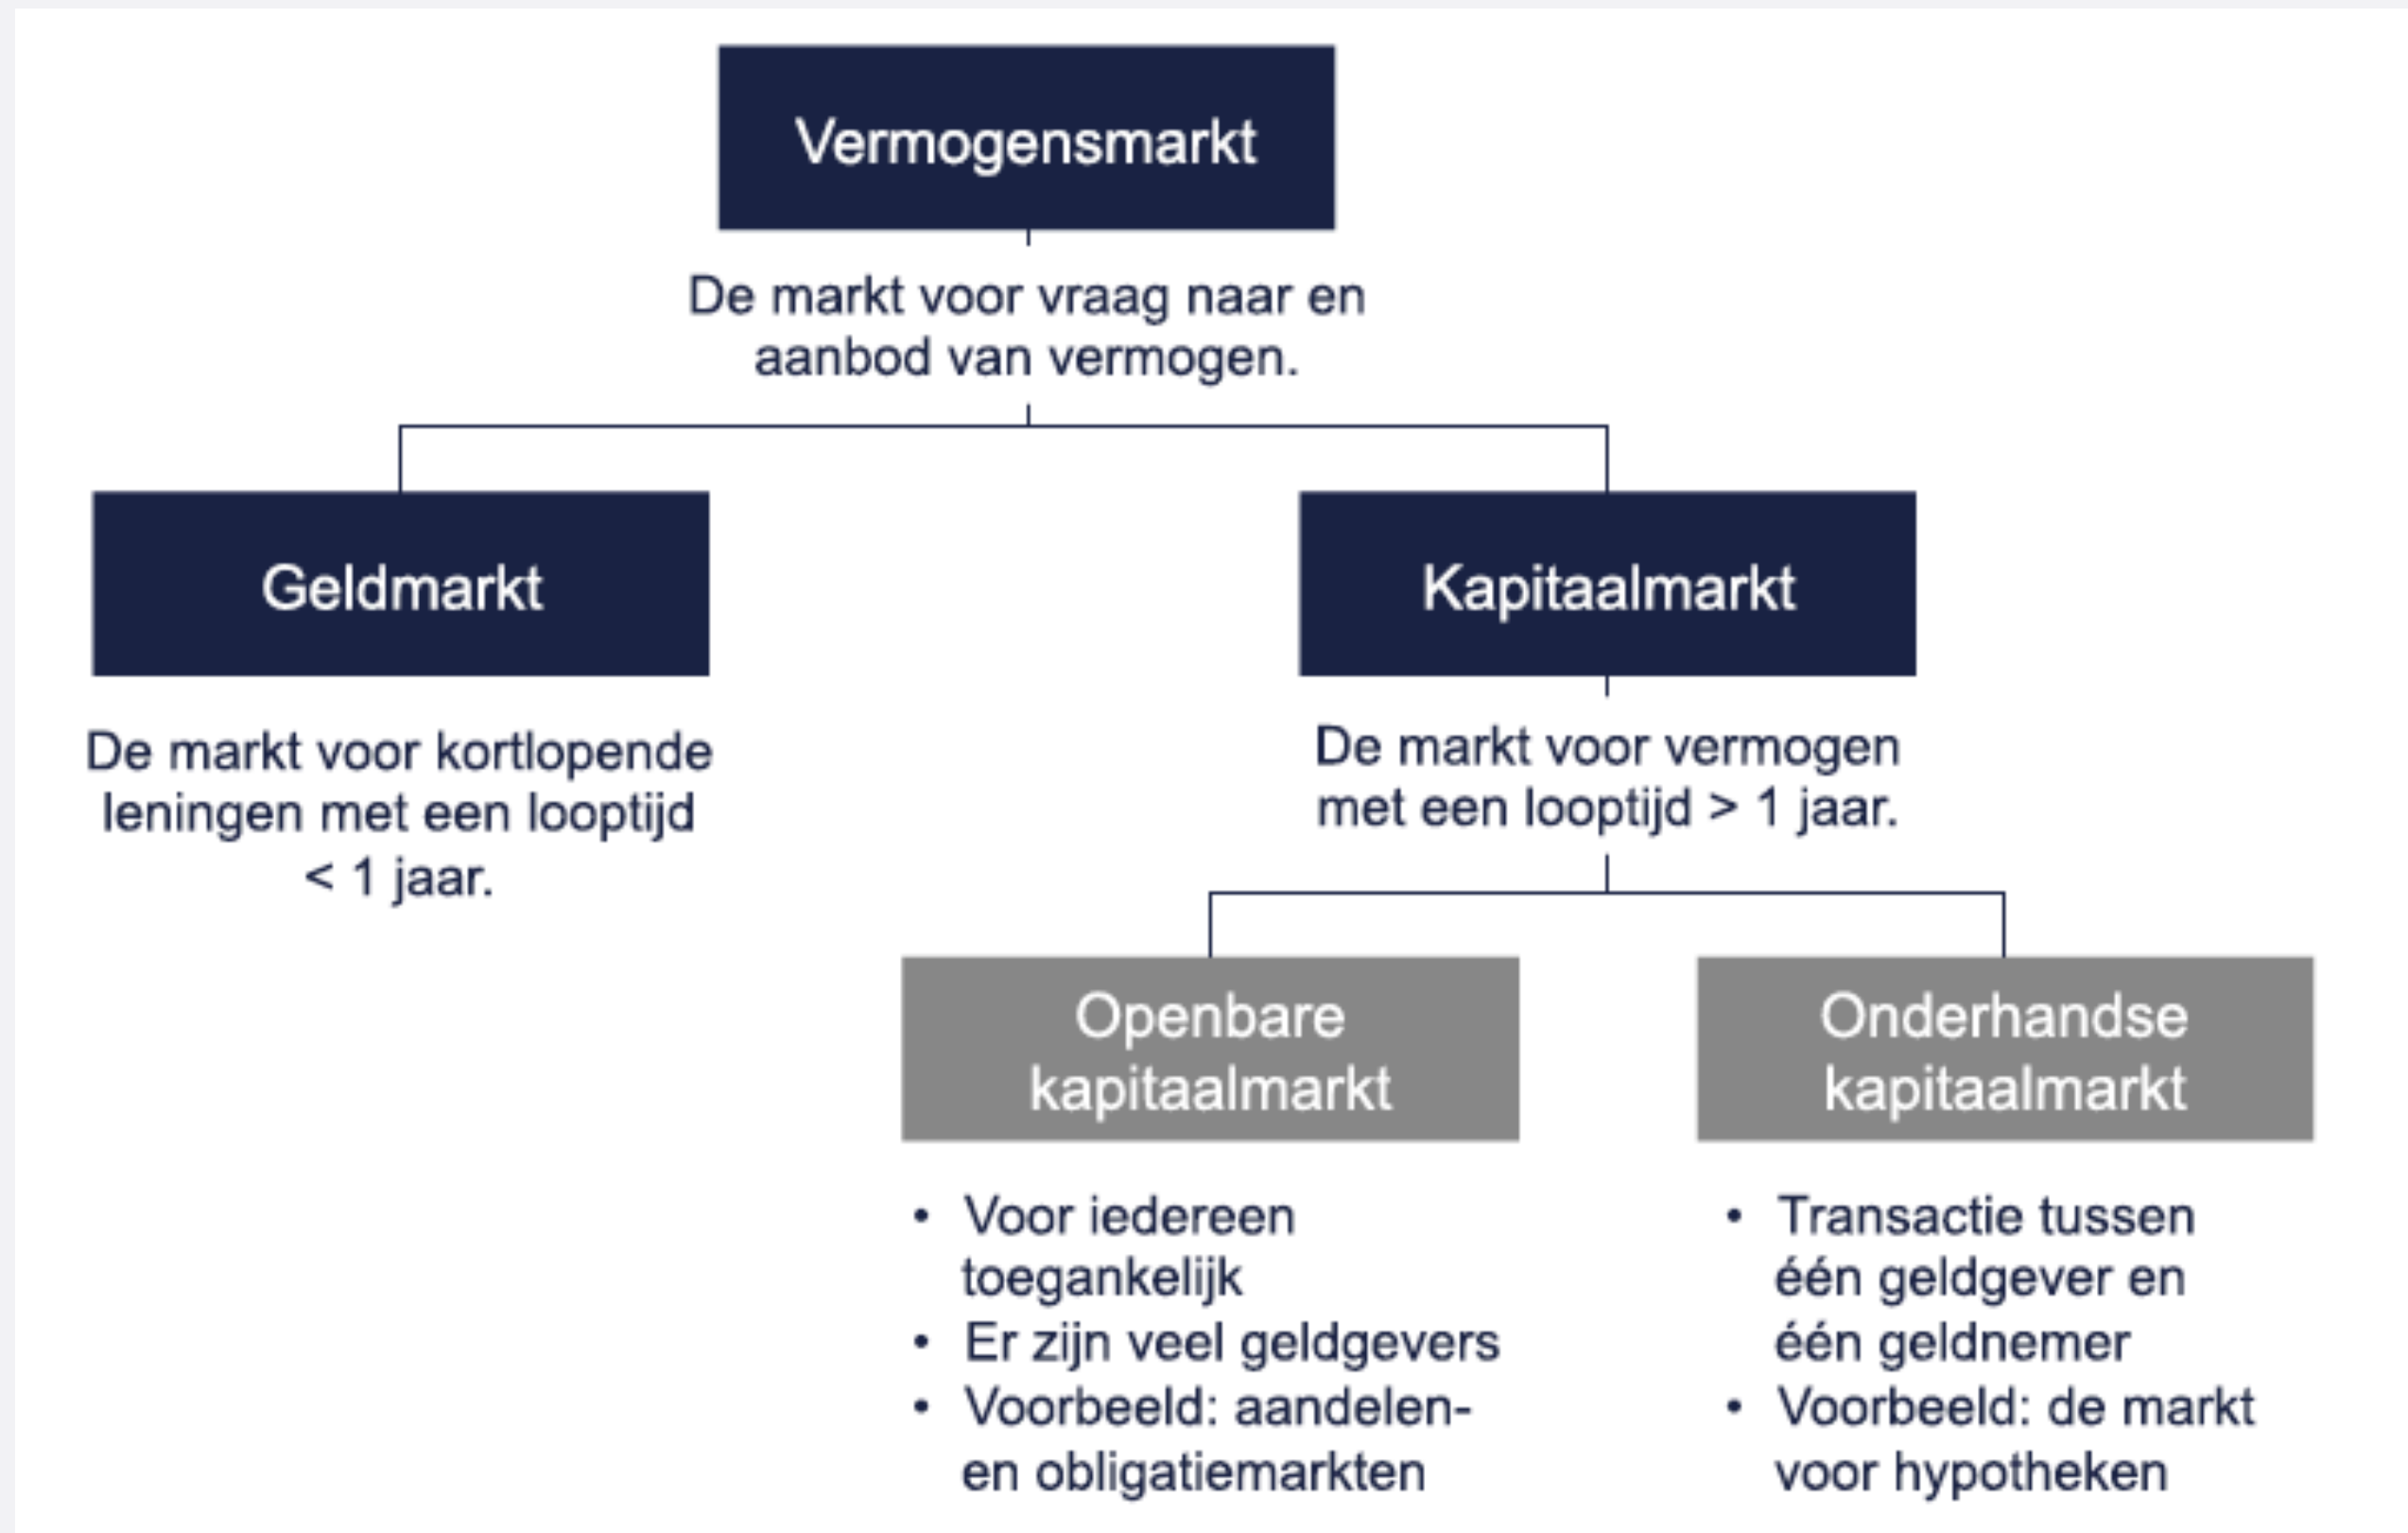 Vermogensmarkt
De markt voor vraag naar en
aanbod van vermogen.
Geldmarkt
De markt voor kortlopende
leningen met een looptijd
< 1 jaar.
Kapitaalmarkt
De markt voor vermogen
met een looptijd > 1 jaar.
Openbare
kapitaalmarkt
• Voor iedereen
toegankelijk
• Er zijn veel geldgevers
• Voorbeeld: aandelen-
en obligatiemarkten
Onderhandse
kapitaalmarkt
• Transactie tussen
één geldgever en
één geldnemer
• Voorbeeld: de markt
voor hypotheken